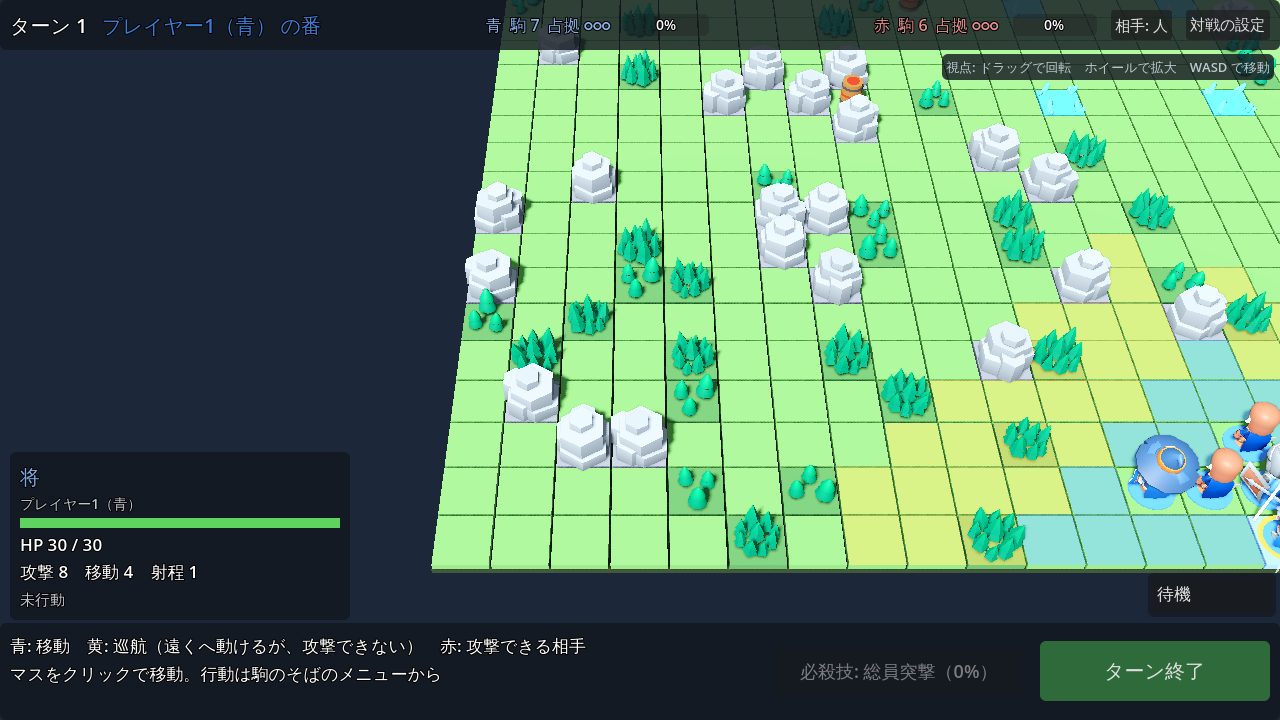 ターン 1 プレイヤー1（青） の番
青 駒 7 占拠 ○○○ 0%
赤 駒 6 占拠 ○○○ 0%
相手: 人
対戦の設定
視点: ドラッグで回転 ホイールで拡大 WASD で移動
将
プレイヤー1（青）
HP 30 / 30
攻撃 8 移動 4 射程 1
未行動
待機
青: 移動 黄: 巡航（遠くへ動けるが、攻撃できない） 赤: 攻撃できる相手
マスをクリックで移動。行動は駒のそばのメニューから
必殺技: 総員突撃（0%）
ターン終了